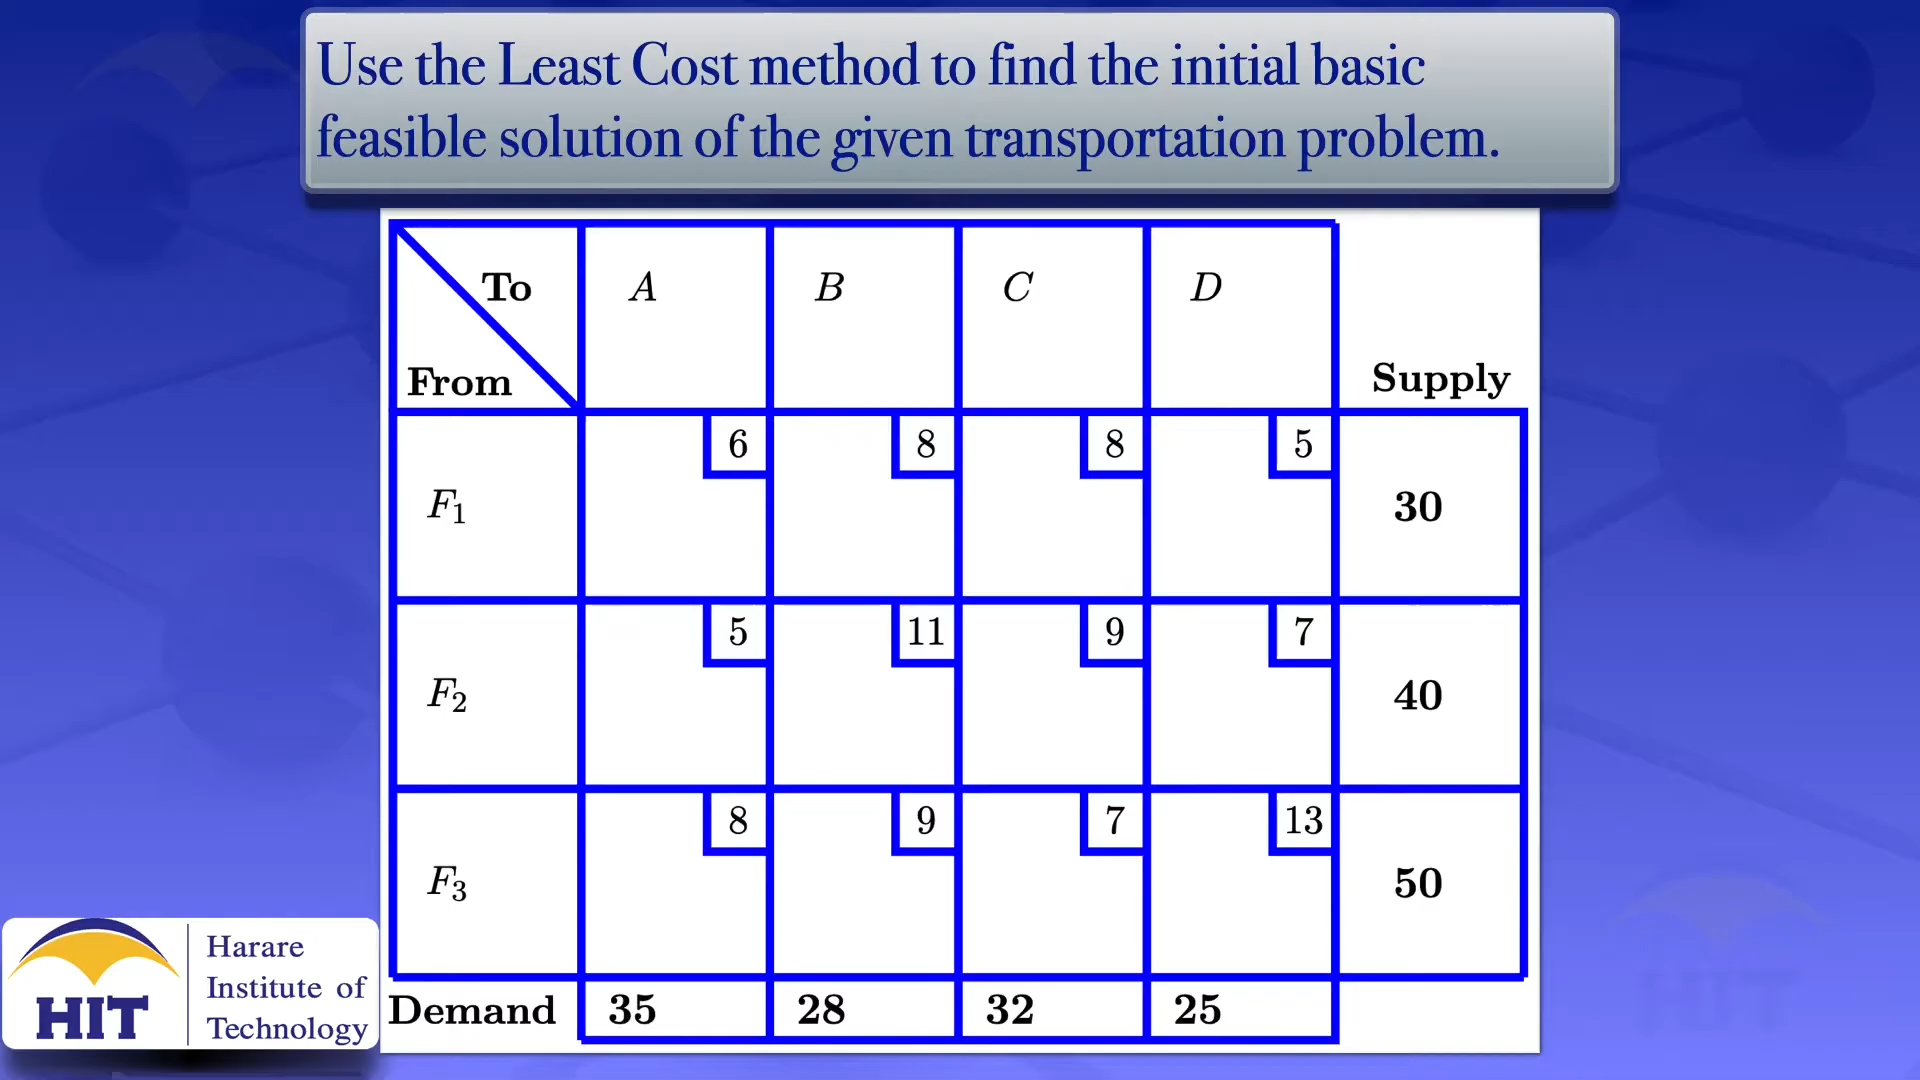 Use the Least Cost method to find the initial basic
feasible solution of the given transportation problem.
To A B C D
From Supply
6 8 8 5
F₁ 30
5 11 9 7
F₂ 40
8 9 7 13
F₃ 50
Demand 35 28 32 25
HIT
Harare
Institute of
Technology